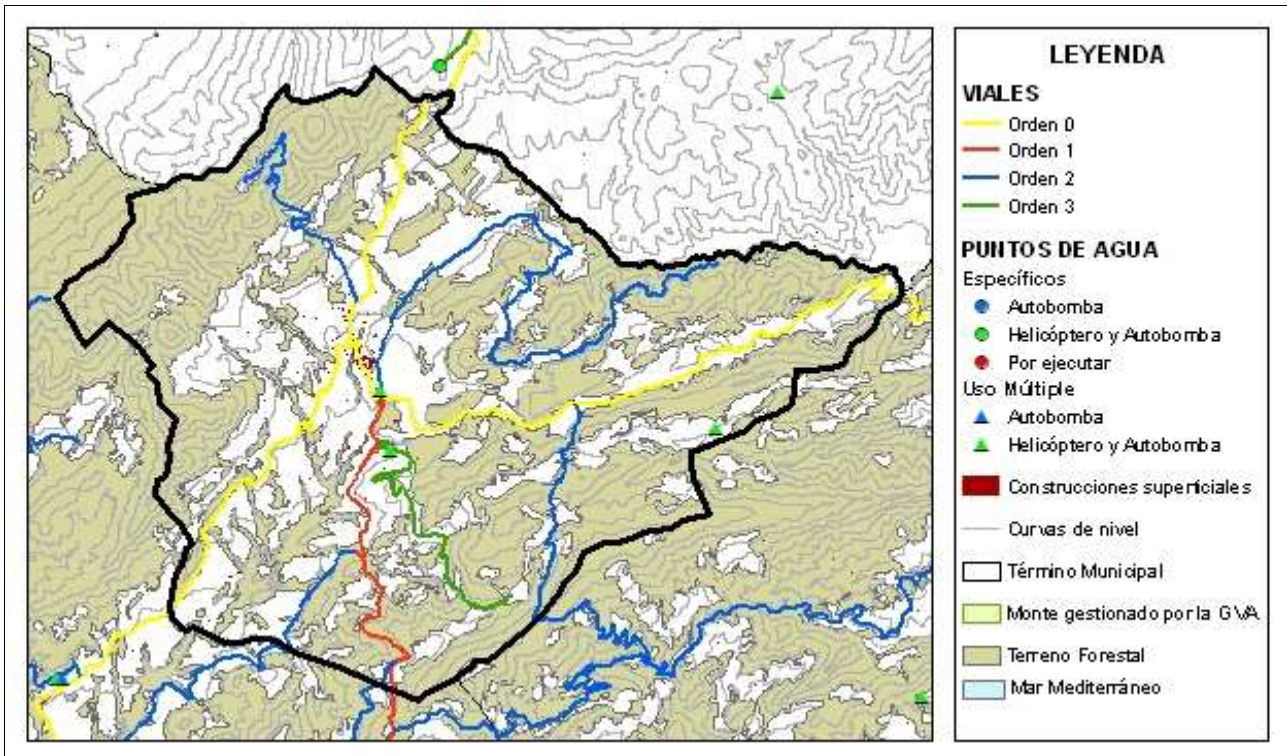 LEYENDA
VIALES
Orden 0
Orden 1
Orden 2
Orden 3
PUNTOS DE AGUA
Específicos
Autobomba
Helicóptero y Autobomba
Por ejecutar
Uso Múltiple
Autobomba
Helicóptero y Autobomba
Construcciones superficiales
Curvas de nivel
Término Municipal
Monte gestionado por la GVA
Terreno Forestal
Mar Mediterráneo